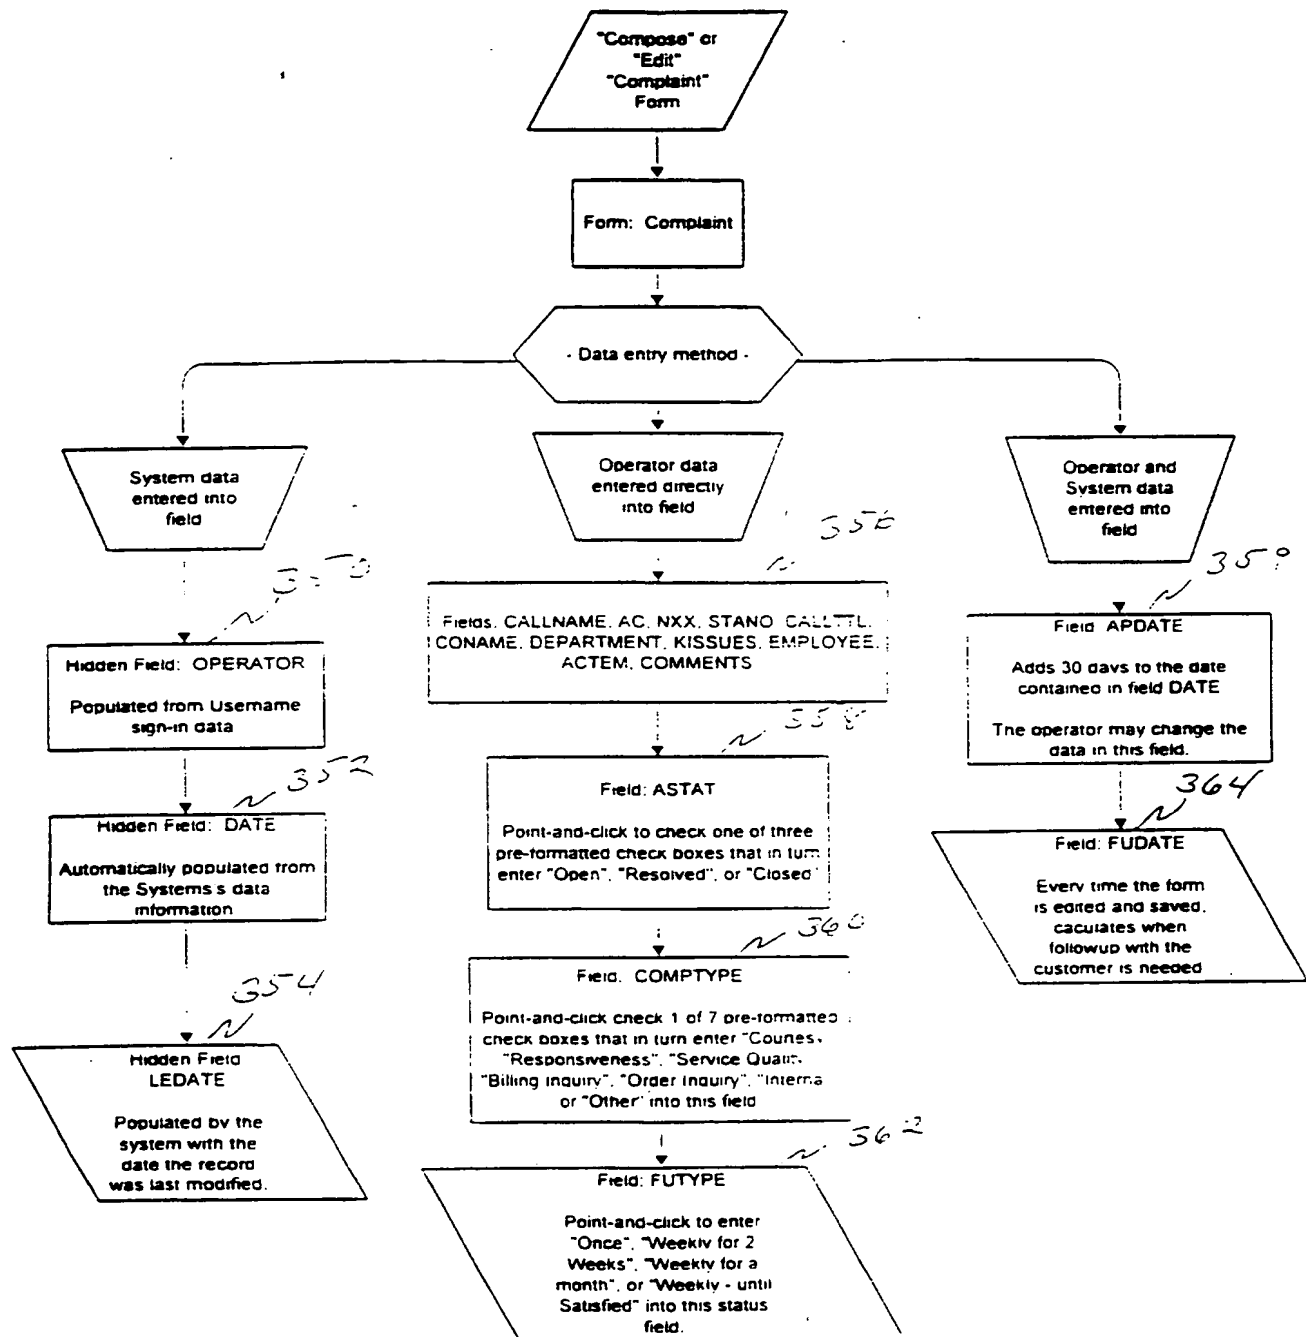 "Compose" or
"Edit"
"Complaint"
Form
Form: Complaint
- Data entry method -
System data
entered into
field
Operator data
entered directly
into field
Operator and
System data
entered into
field
356
Fields, CALLNAME, AC, NXX, STANO, CALLTTL,
CONAME, DEPARTMENT, KISSUES, EMPLOYEE,
ACTEM, COMMENTS
350
Hidden Field: OPERATOR
Populated from Username
sign-in data
352
Hidden Field: DATE
Automatically populated from
the Systems s data
information
354
Hidden Field
LEDATE
Populated by the
system with the
date the record
was last modified.
358
Field: ASTAT
Point-and-click to check one of three
pre-formatted check boxes that in turn
enter "Open", "Resolved", or "Closed"
360
Field. COMPTYPE
Point-and-click check 1 of 7 pre-formatted
check boxes that in turn enter
"Responsiveness", "Service
"Billing Inquiry", "Order Inquiry", "Interna
or "Other" into this field
362
Field: FUTYPE
Point-and-click to enter
"Once", "Weekly for 2
Weeks", "Weekly for a
month", or "Weekly - until
Satisfied" into this status
field.
Field APDATE
Adds 30 days to the date
contained in field DATE
The operator may change the
data in this field.
364
Field: FUDATE
Every time the form
is edited and saved,
caculates when
followup with the
customer is needed